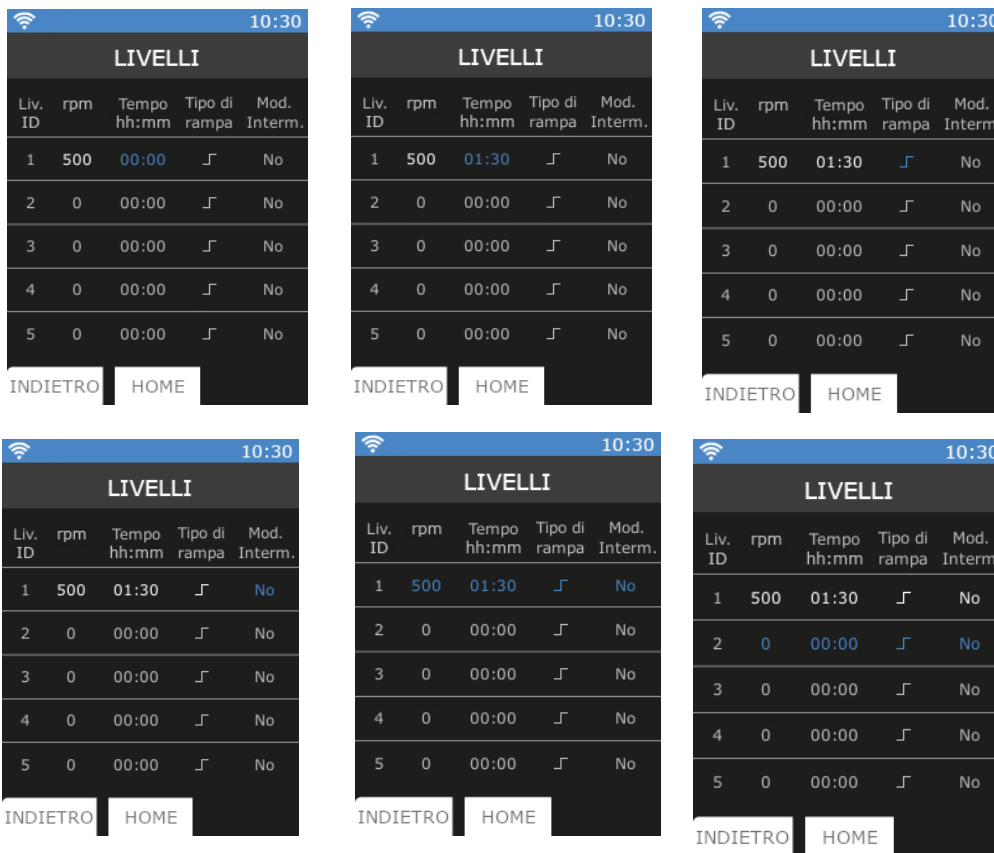 10:30
LIVELLI
Liv. ID rpm Tempo hh:mm Tipo di rampa Mod. Interm.
1 500 00:00 No
2 0 00:00 No
3 0 00:00 No
4 0 00:00 No
5 0 00:00 No
INDIETRO HOME
10:30
LIVELLI
Liv. ID rpm Tempo hh:mm Tipo di rampa Mod. Interm.
1 500 01:30 No
2 0 00:00 No
3 0 00:00 No
4 0 00:00 No
5 0 00:00 No
INDIETRO HOME
10:30
LIVELLI
Liv. ID rpm Tempo hh:mm Tipo di rampa Mod. Interm
1 500 01:30 No
2 0 00:00 No
3 0 00:00 No
4 0 00:00 No
5 0 00:00 No
INDIETRO HOME
10:30
LIVELLI
Liv. ID rpm Tempo hh:mm Tipo di rampa Mod. Interm.
1 500 01:30 No
2 0 00:00 No
3 0 00:00 No
4 0 00:00 No
5 0 00:00 No
INDIETRO HOME
10:30
LIVELLI
Liv. ID rpm Tempo hh:mm Tipo di rampa Mod. Interm.
1 500 01:30 No
2 0 00:00 No
3 0 00:00 No
4 0 00:00 No
5 0 00:00 No
INDIETRO HOME
10:30
LIVELLI
Liv. ID rpm Tempo hh:mm Tipo di rampa Mod. Interm
1 500 01:30 No
2 0 00:00 No
3 0 00:00 No
4 0 00:00 No
5 0 00:00 No
INDIETRO HOME